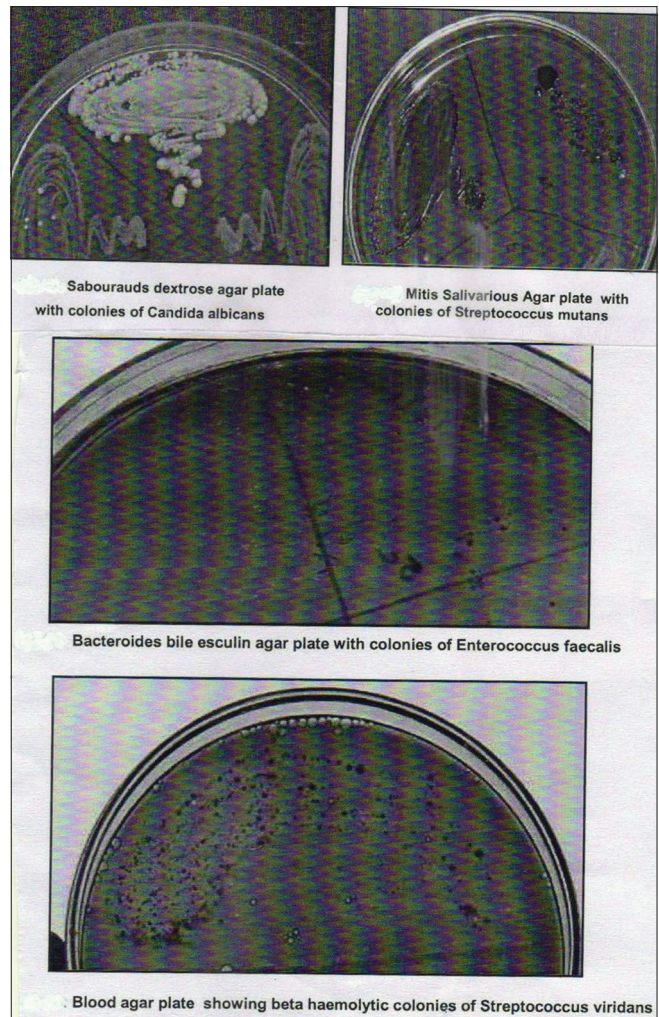 Sabourauds dextrose agar plate
with colonies of Candida albicans
Mitis Salivarious Agar plate with
colonies of Streptococcus mutans
Bacteroides bile esculin agar plate with colonies of Enterococcus faecalis
. Blood agar plate showing beta haemolytic colonies of Streptococcus viridans